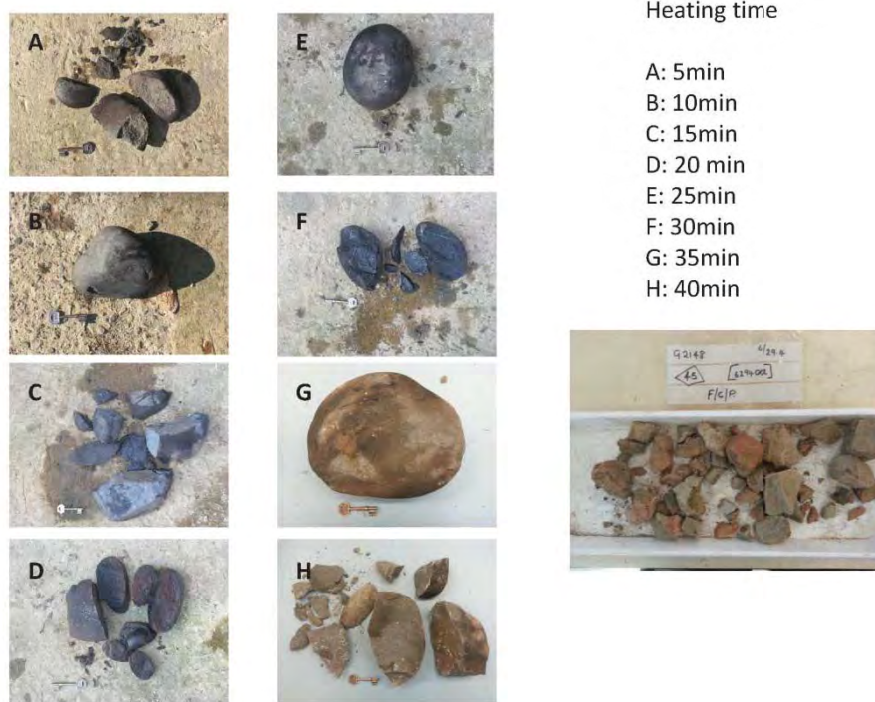 A
B
C
D
E
F
G
H
Heating time
A: 5min
B: 10min
C: 15min
D: 20 min
E: 25min
F: 30min
G: 35min
H: 40min
G2148
45
F/C/P